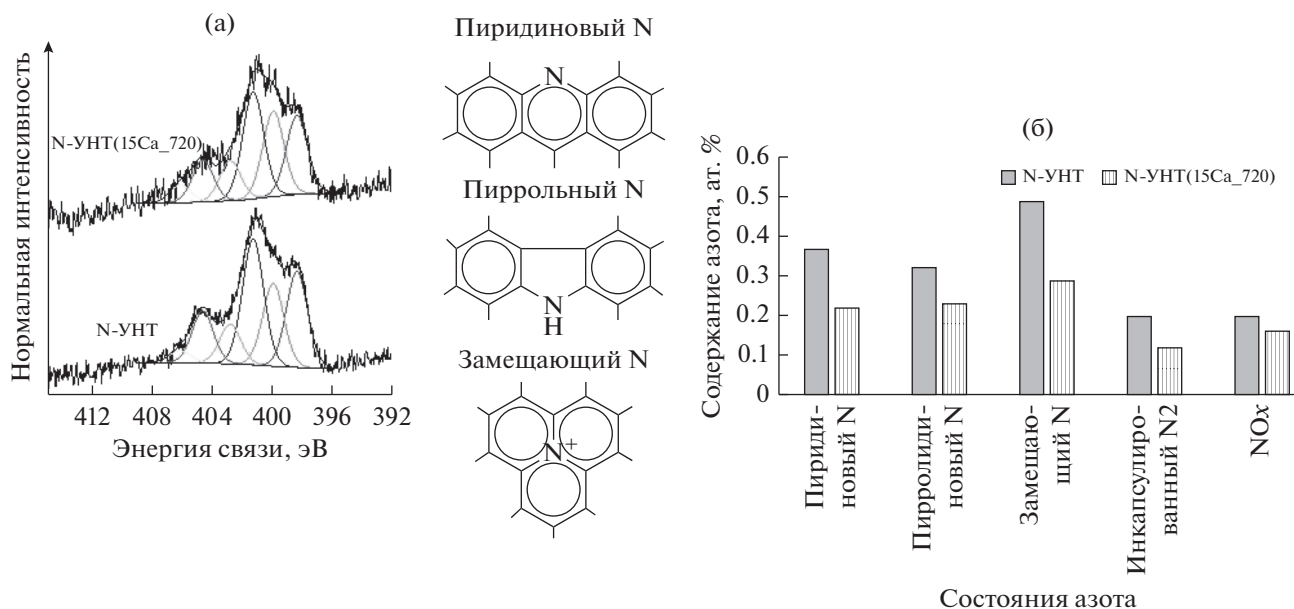 (а)
Нормальная интенсивность
N-УНТ(15Ca_720)
N-УНТ
412 408 404 400 396 392
Энергия связи, эВ
Пиридиновый N
N
Пиррольный N
N
H
Замещающий N
N+
(б)
Содержание азота, ат. %
0.6
0.5
0.4
0.3
0.2
0.1
0
N-УНТ N-УНТ(15Ca_720)
Пириди-
новый N
Пирролиди-
новый N
Замещаю-
щий N
Инкапсулиро-
ванный N2
NOx
Состояния азота